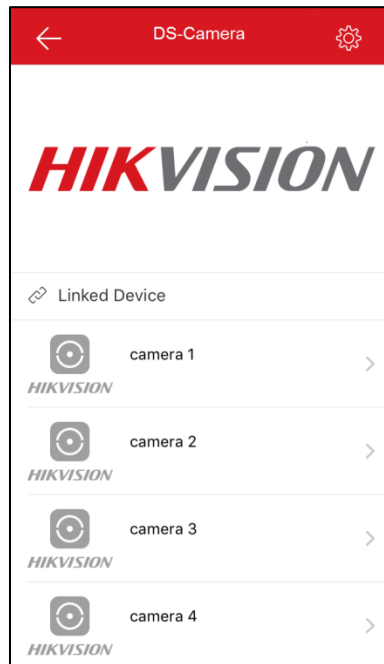 DS-Camera
HIKVISION
Linked Device
camera 1
HIKVISION
camera 2
HIKVISION
camera 3
HIKVISION
camera 4
HIKVISION